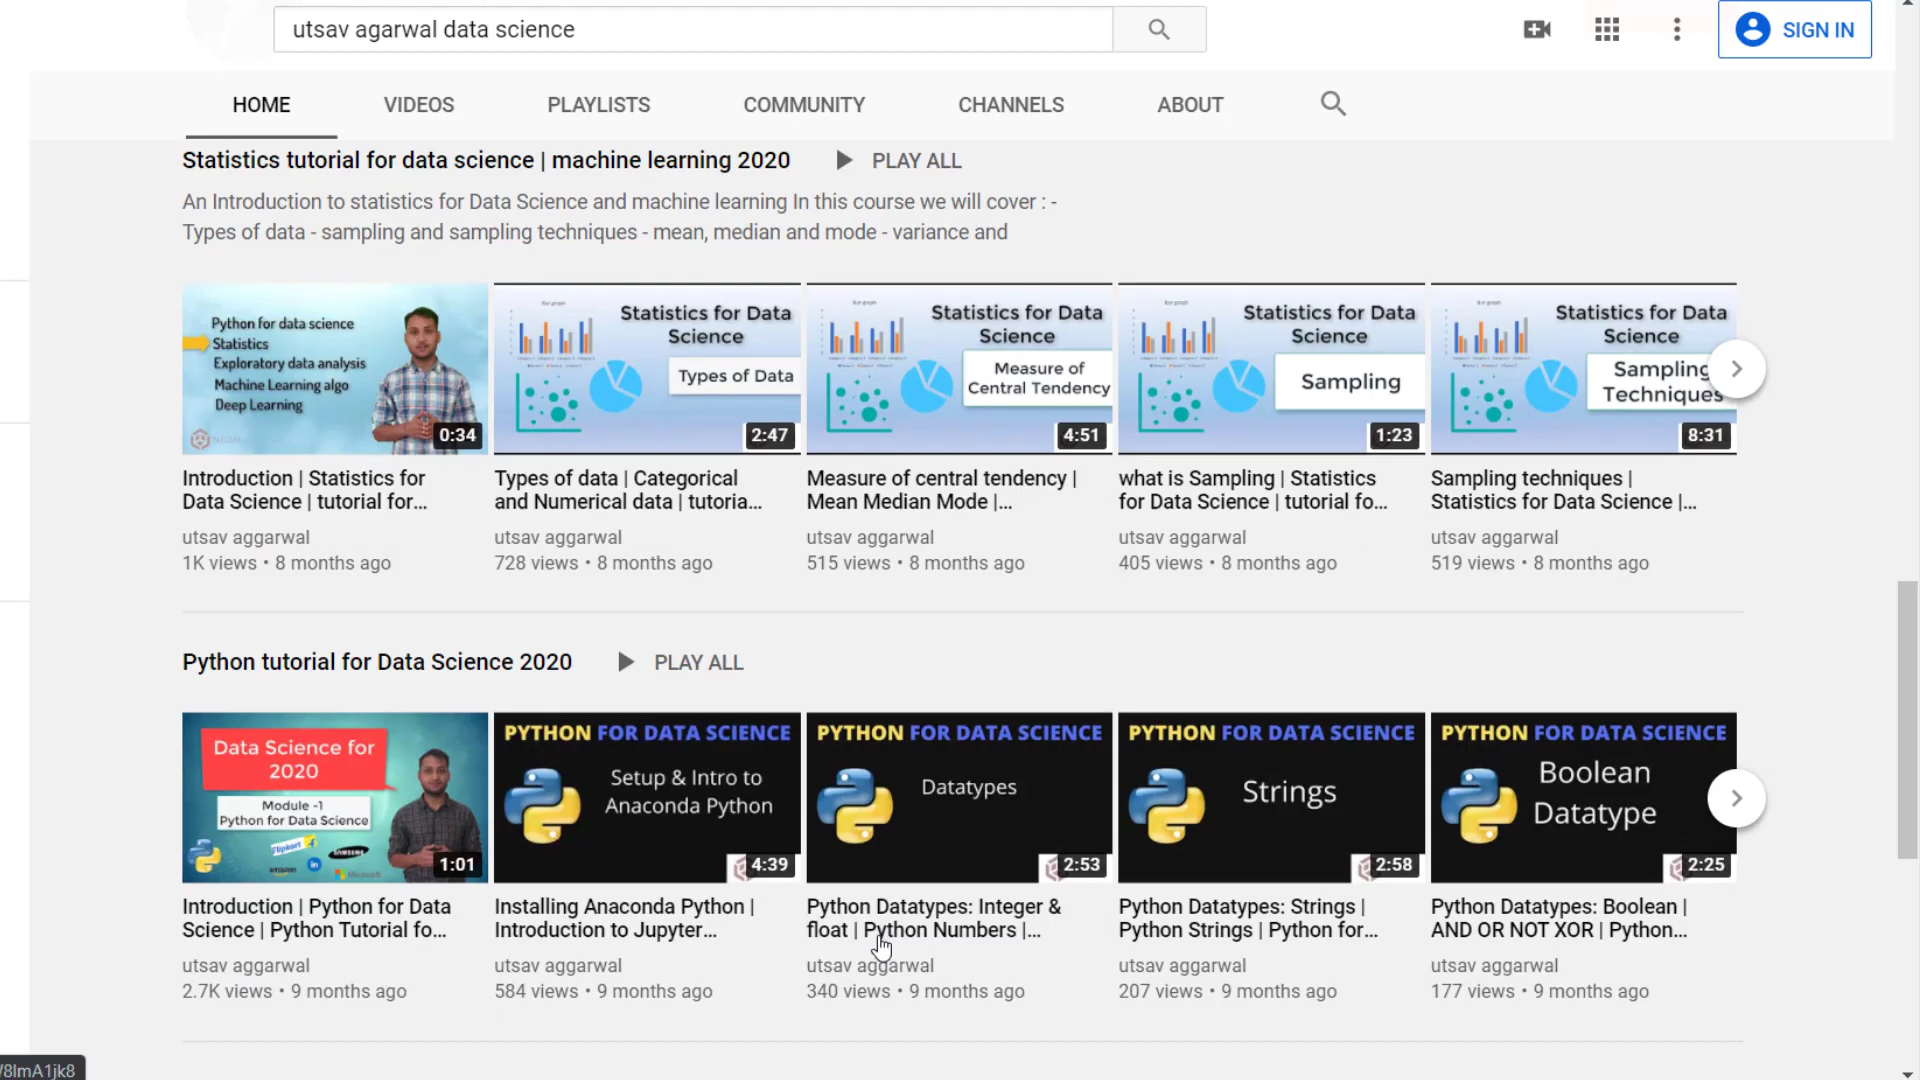 utsav agarwal data science
SIGN IN
HOME
VIDEOS
PLAYLISTS
COMMUNITY
CHANNELS
ABOUT
Statistics tutorial for data science | machine learning 2020
PLAY ALL
An Introduction to statistics for Data Science and machine learning In this course we will cover : -
Types of data - sampling and sampling techniques - mean, median and mode - variance and
Python for data science
Statistics
Exploratory data analysis
Machine Learning algo
Deep Learning
0:34
Statistics for Data
Science
Types of Data
2:47
Statistics for Data
Science
Measure of
Central Tendency
4:51
Statistics for Data
Science
Sampling
1:23
Statistics for Data
Science
Sampling
Techniques
8:31
Introduction | Statistics for
Data Science | tutorial for...
utsav aggarwal
1K views • 8 months ago
Types of data | Categorical
and Numerical data | tutoria...
utsav aggarwal
728 views • 8 months ago
Measure of central tendency |
Mean Median Mode |...
utsav aggarwal
515 views • 8 months ago
what is Sampling | Statistics
for Data Science | tutorial fo...
utsav aggarwal
405 views • 8 months ago
Sampling techniques |
Statistics for Data Science |...
utsav aggarwal
519 views • 8 months ago
Python tutorial for Data Science 2020
PLAY ALL
Data Science for
2020
Module -1
Python for Data Science
Flipkart
SAMSUNG
amazon
Microsoft
1:01
PYTHON FOR DATA SCIENCE
Setup & Intro to
Anaconda Python
4:39
PYTHON FOR DATA SCIENCE
Datatypes
2:53
PYTHON FOR DATA SCIENCE
Strings
2:58
PYTHON FOR DATA SCIENCE
Boolean
Datatype
2:25
Introduction | Python for Data
Science | Python Tutorial fo...
utsav aggarwal
2.7K views • 9 months ago
Installing Anaconda Python |
Introduction to Jupyter...
utsav aggarwal
584 views • 9 months ago
Python Datatypes: Integer &
float | Python Numbers |...
utsav aggarwal
340 views • 9 months ago
Python Datatypes: Strings |
Python Strings | Python for...
utsav aggarwal
207 views • 9 months ago
Python Datatypes: Boolean |
AND OR NOT XOR | Python...
utsav aggarwal
177 views • 9 months ago